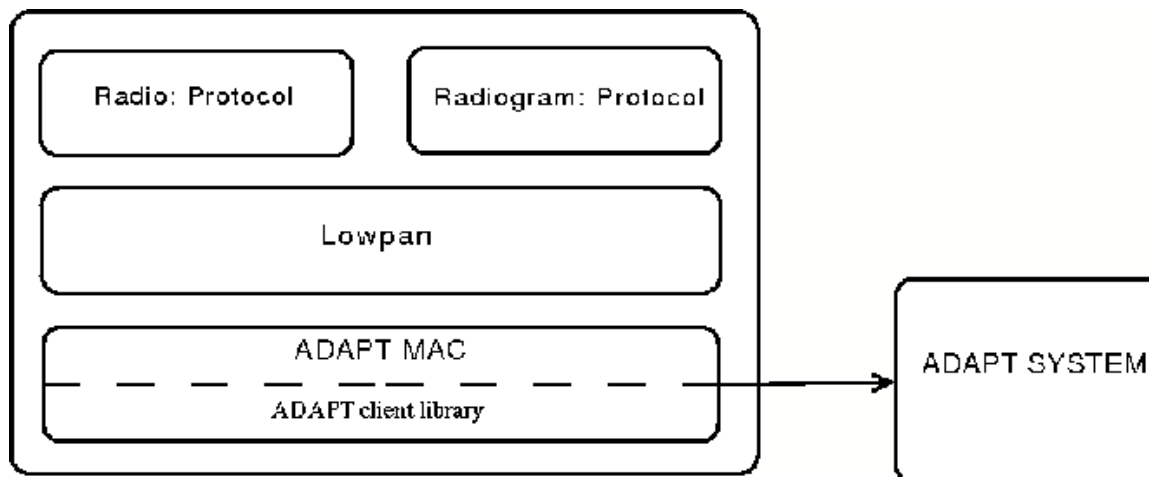 Radio: Protocol
Radiogram: Protocol
Lowpan
ADAPT MAC
ADAPT client library
ADAPT SYSTEM